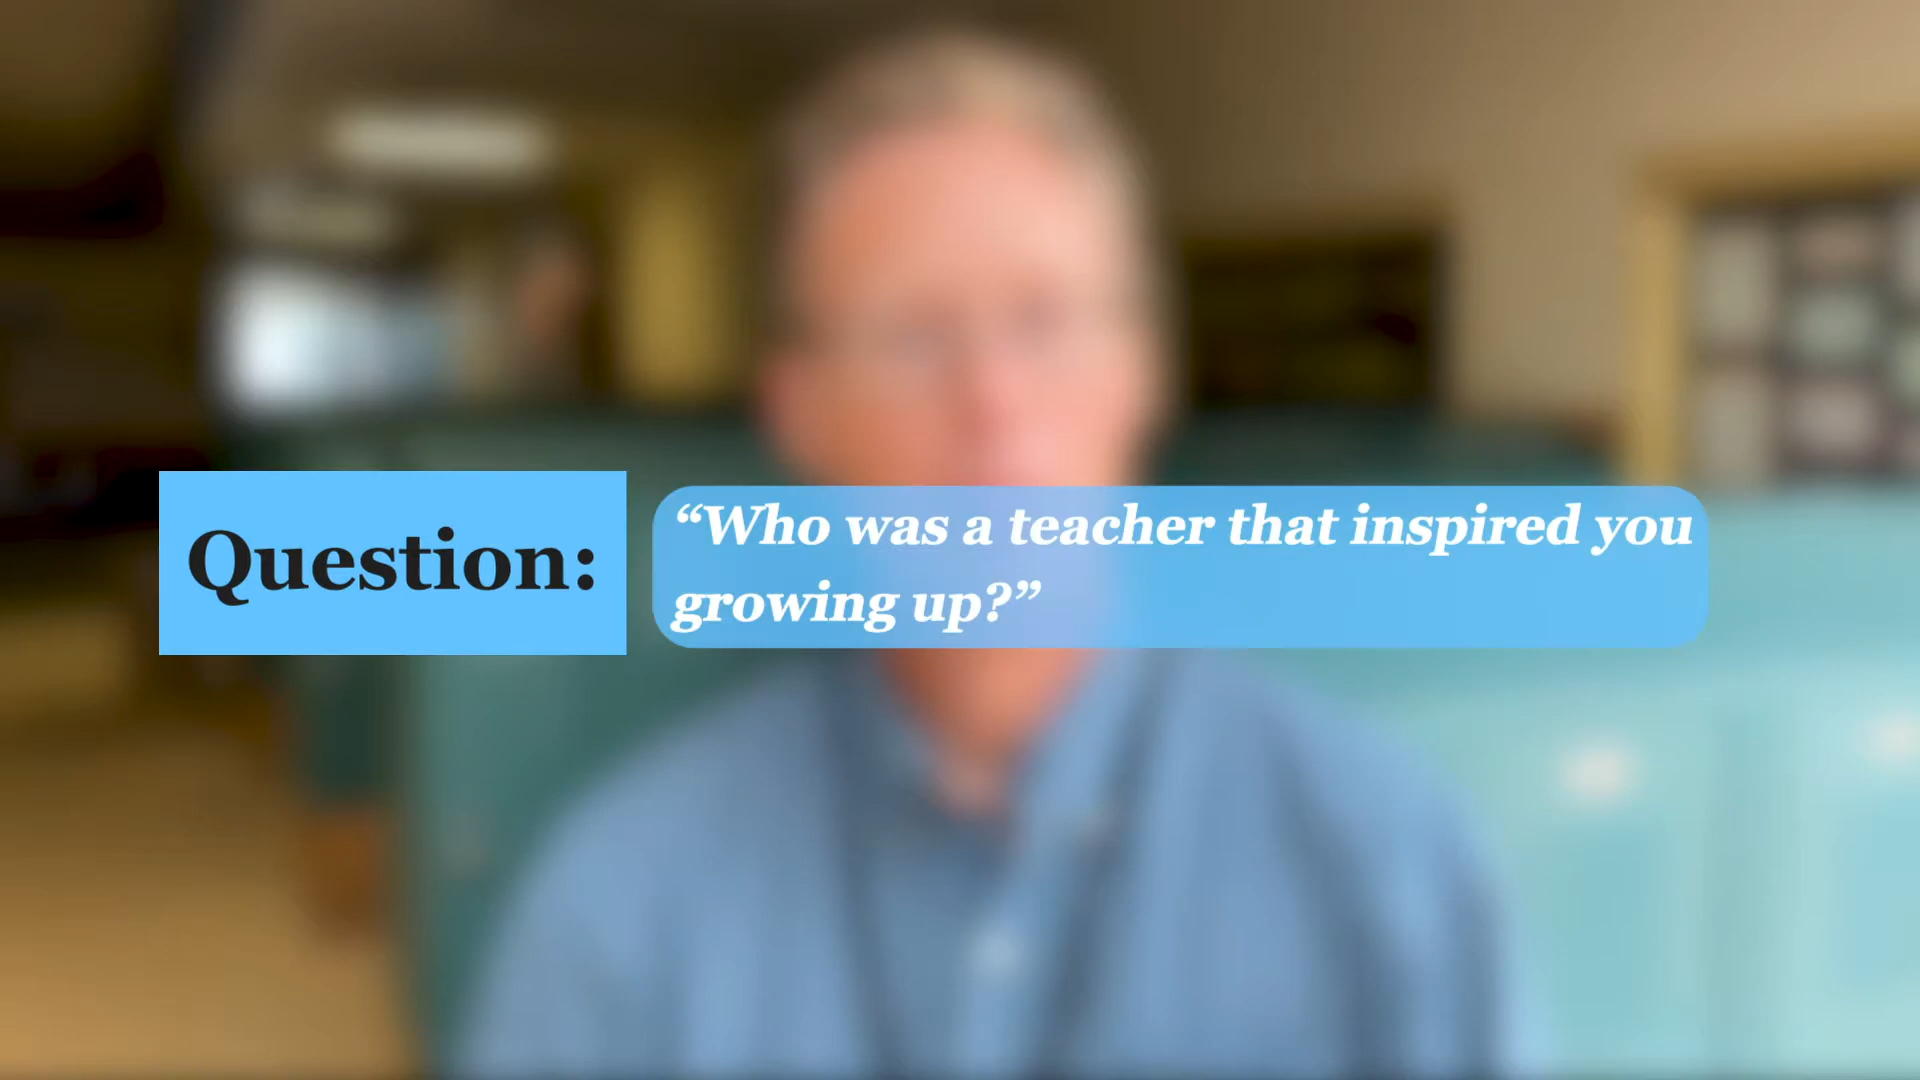 Question:
“Who was a teacher that inspired you
growing up?”